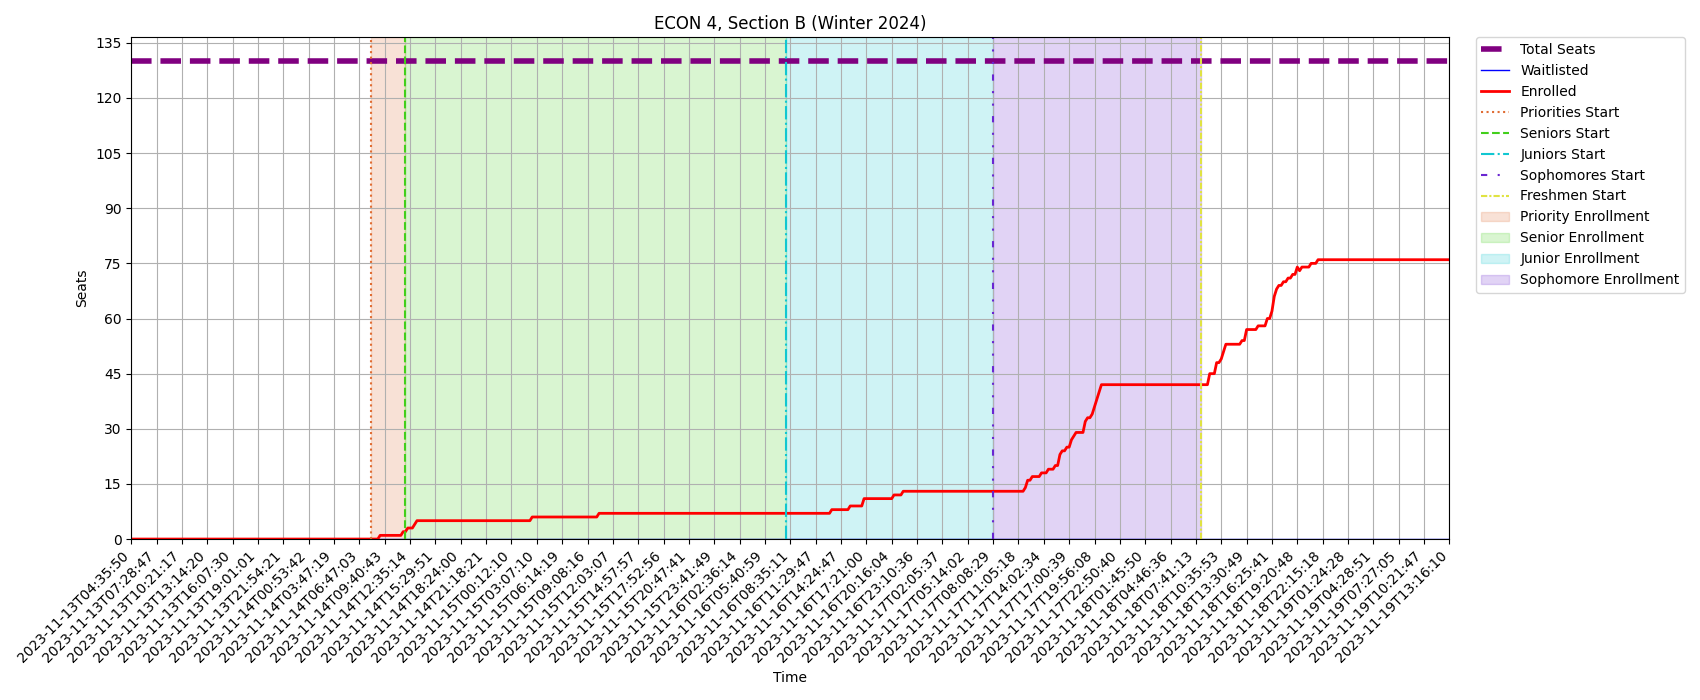 ECON 4, Section B (Winter 2024)
135
120
105
90
75
60
45
30
15
0
Seats
2023-11-13T04:35:50
2023-11-13T07:28:47
2023-11-13T10:21:17
2023-11-13T13:14:20
2023-11-13T16:07:30
2023-11-13T19:01:01
2023-11-13T21:54:21
2023-11-14T00:53:42
2023-11-14T03:47:19
2023-11-14T06:47:03
2023-11-14T09:40:43
2023-11-14T12:35:14
2023-11-14T15:29:51
2023-11-14T18:24:00
2023-11-14T21:18:21
2023-11-15T00:12:10
2023-11-15T03:07:10
2023-11-15T06:14:19
2023-11-15T09:08:16
2023-11-15T12:03:07
2023-11-15T14:57:57
2023-11-15T17:52:56
2023-11-15T20:47:41
2023-11-15T23:41:49
2023-11-16T02:36:14
2023-11-16T05:40:59
2023-11-16T08:35:11
2023-11-16T11:29:47
2023-11-16T14:24:47
2023-11-16T17:21:00
2023-11-16T20:16:04
2023-11-16T23:10:36
2023-11-17T02:05:37
2023-11-17T05:14:02
2023-11-17T08:08:29
2023-11-17T11:05:18
2023-11-17T14:02:34
2023-11-17T17:00:39
2023-11-17T19:56:08
2023-11-17T22:50:40
2023-11-18T01:45:50
2023-11-18T04:46:36
2023-11-18T07:41:13
2023-11-18T10:35:53
2023-11-18T13:30:49
2023-11-18T16:25:41
2023-11-18T19:20:48
2023-11-18T22:15:18
2023-11-19T01:24:28
2023-11-19T04:28:51
2023-11-19T07:27:05
2023-11-19T10:21:47
2023-11-19T13:16:10
Time
Total Seats
Waitlisted
Enrolled
Priorities Start
Seniors Start
Juniors Start
Sophomores Start
Freshmen Start
Priority Enrollment
Senior Enrollment
Junior Enrollment
Sophomore Enrollment